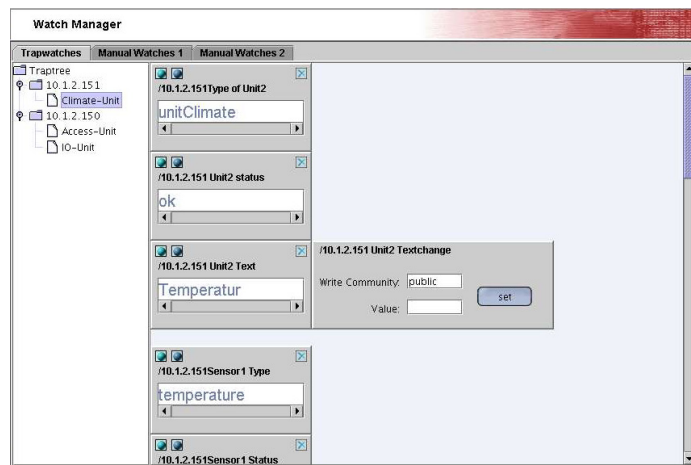 Watch Manager
Trapwatches Manual Watches 1 Manual Watches 2
Traptree
10.1.2.151
Climate-Unit
10.1.2.150
Access-Unit
IO-Unit
/10.1.2.151Type of Unit2
unitClimate
/10.1.2.151 Unit2 status
ok
/10.1.2.151 Unit2 Text
Temperatur
/10.1.2.151 Unit2 Textchange
Write Community: public
Value:
set
/10.1.2.151Sensor1 Type
temperature
/10.1.2.151Sensor1 Status